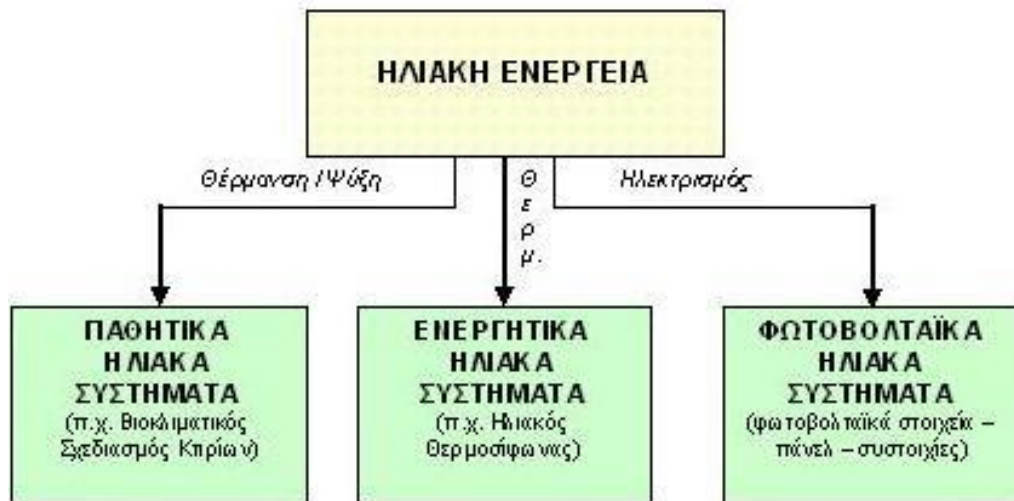 ΗΛΙΑΚΗ ΕΝΕΡΓΕΙΑ
Θέρμανση / Ψύξη
Θερμ.
Ηλεκτρισμός
ΠΑΘΗΤΙΚΑ
ΗΛΙΑΚΑ
ΣΥΣΤΗΜΑΤΑ
(π.χ. Βιοκλιματικός
Σχεδιασμός Κτιρίων)
ΕΝΕΡΓΗΤΙΚΑ
ΗΛΙΑΚΑ
ΣΥΣΤΗΜΑΤΑ
(π.χ. Ηλιακός
Θερμοσίφωνας)
ΦΩΤΟΒΟΛΤΑΪΚΑ
ΗΛΙΑΚΑ
ΣΥΣΤΗΜΑΤΑ
(φωτοβολταϊκά στοιχεία –
πάνελ – συστοιχίες)